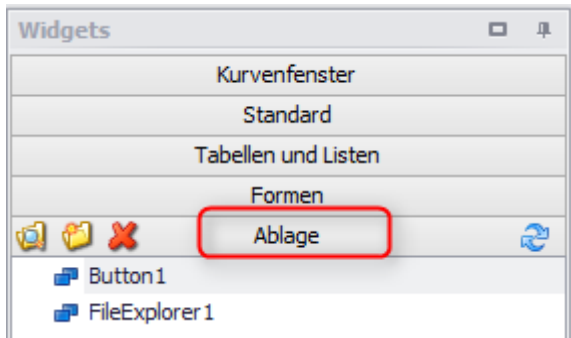 Widgets
Kurvenfenster
Standard
Tabellen und Listen
Formen
Ablage
Button1
FileExplorer1